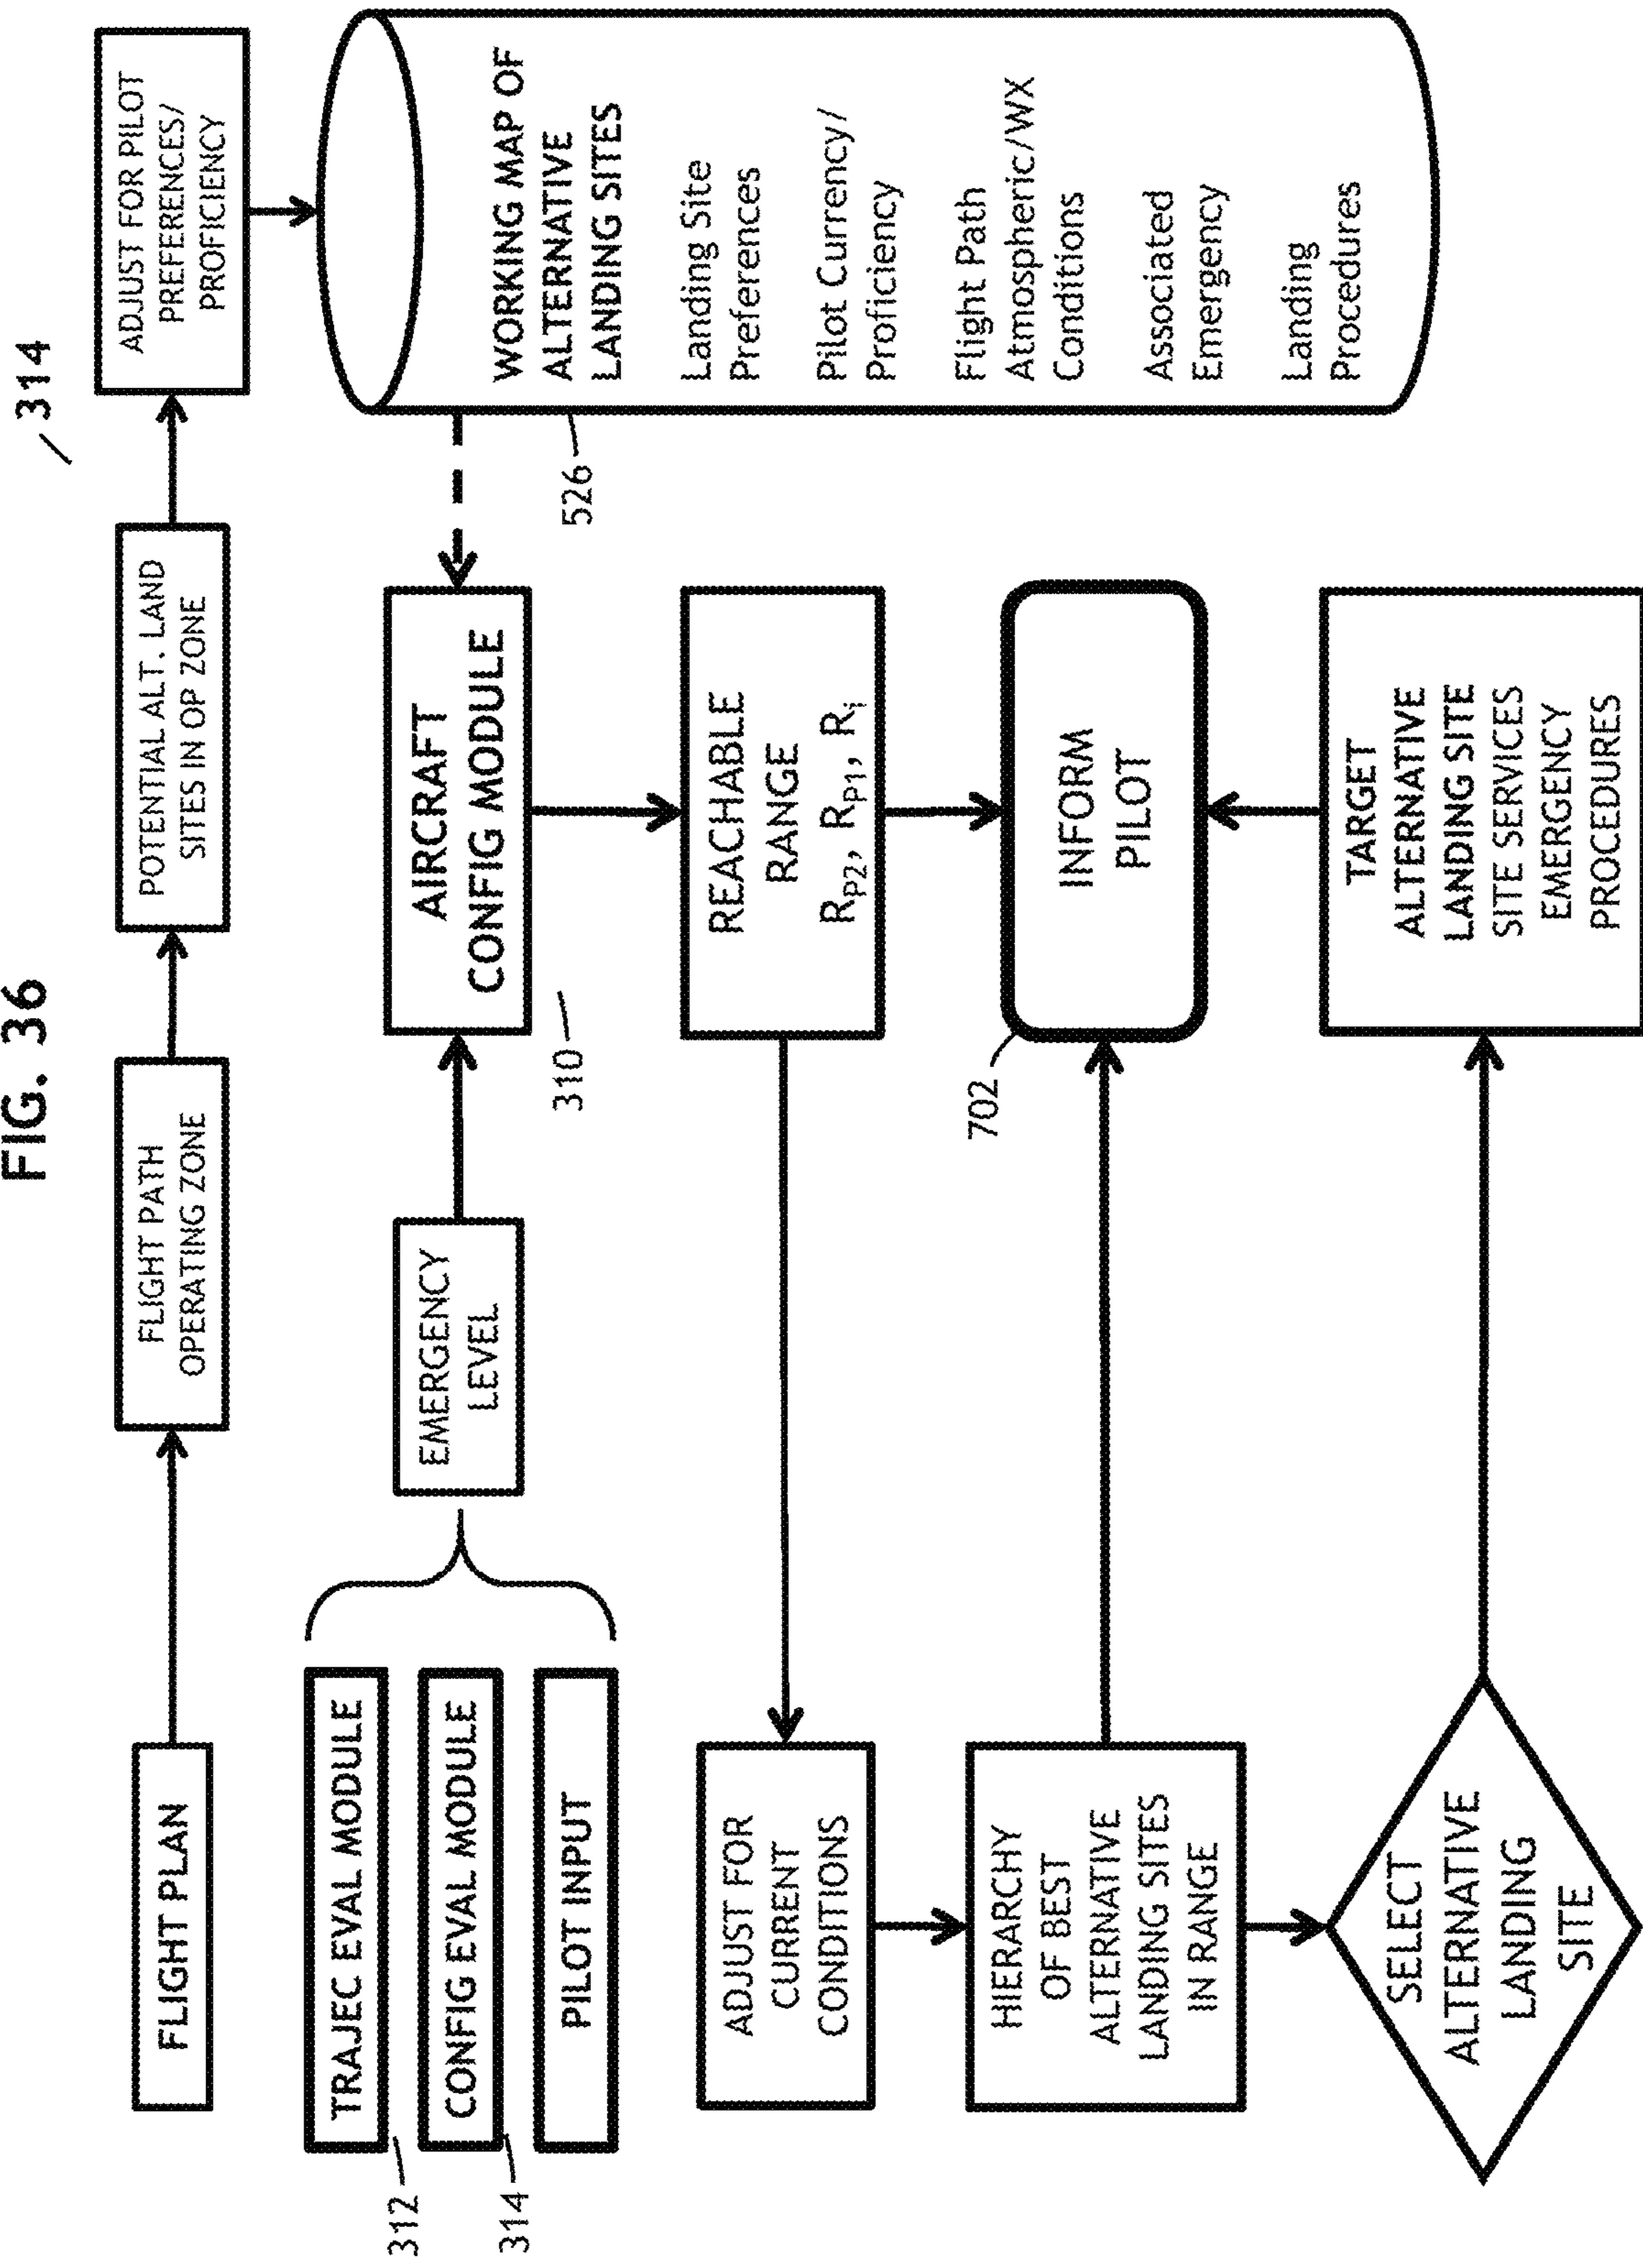 FIG. 36
314
FLIGHT PLAN
FLIGHT PATH
OPERATING ZONE
POTENTIAL ALT. LAND
SITES IN OP ZONE
ADJUST FOR PILOT
PREFERENCES/
PROFICIENCY
TRAJEC EVAL MODULE
312
CONFIG EVAL MODULE
314
PILOT INPUT
EMERGENCY
LEVEL
AIRCRAFT
CONFIG MODULE
310
WORKING MAP OF
ALTERNATIVE
LANDING SITES
Landing Site
Preferences
Pilot Currency/
Proficiency
Flight Path
Atmospheric/WX
Conditions
Associated
Emergency
Landing
Procedures
526
REACHABLE
RANGE
R_P2, R_P1, R_i
ADJUST FOR
CURRENT
CONDITIONS
HIERARCHY
OF BEST
ALTERNATIVE
LANDING SITES
IN RANGE
INFORM
PILOT
702
SELECT
ALTERNATIVE
LANDING
SITE
TARGET
ALTERNATIVE
LANDING SITE
SITE SERVICES
EMERGENCY
PROCEDURES